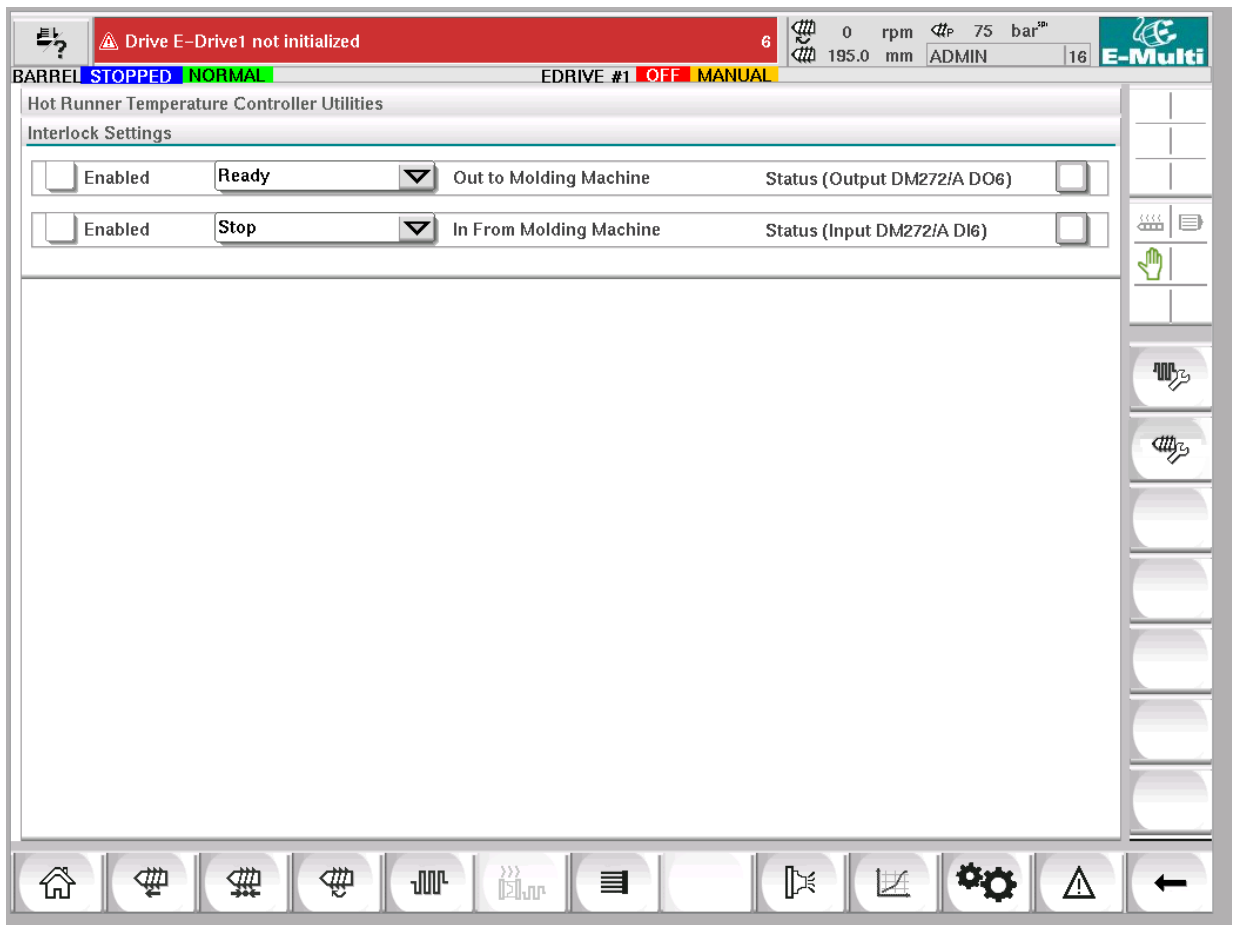 Drive E-Drive1 not initialized 6
0 rpm P 75 bar spi
195.0 mm ADMIN 16
E-Multi
BARREL STOPPED NORMAL EDRIVE #1 OFF MANUAL
Hot Runner Temperature Controller Utilities
Interlock Settings
Enabled Ready Out to Molding Machine Status (Output DM272/A DO6)
Enabled Stop In From Molding Machine Status (Input DM272/A DI6)